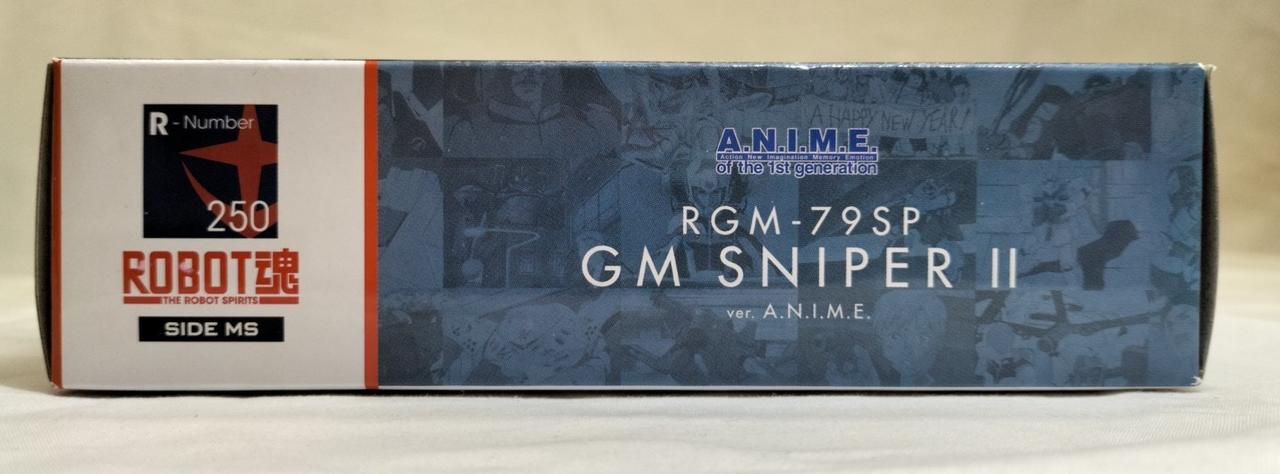 R - Number
250
ROBOT魂
THE ROBOT SPIRITS
SIDE MS
A HAPPY NEW YEAR!
A.N.I.M.E.
Action New Imagination Memory Emotion
of the 1st generation
RGM-79SP
GM SNIPER II
ver. A.N.I.M.E.